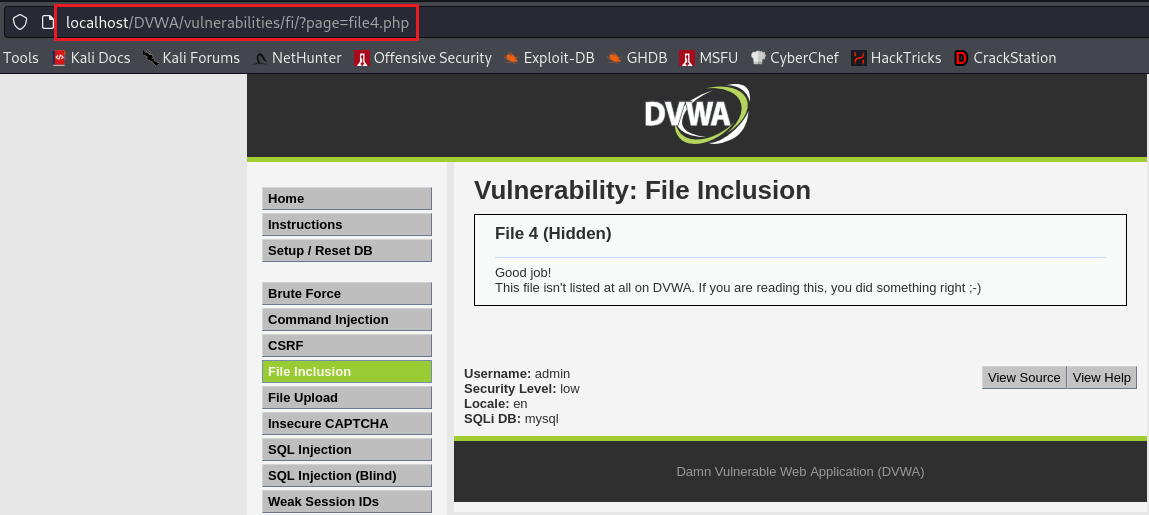 localhost/DVWA/vulnerabilities/fi/?page=file4.php
Tools Kali Docs Kali Forums NetHunter Offensive Security Exploit-DB GHDB MSFU CyberChef HackTricks CrackStation
DVWA
Home
Instructions
Setup / Reset DB
Brute Force
Command Injection
CSRF
File Inclusion
File Upload
Insecure CAPTCHA
SQL Injection
SQL Injection (Blind)
Weak Session IDs
Vulnerability: File Inclusion
File 4 (Hidden)
Good job!
This file isn't listed at all on DVWA. If you are reading this, you did something right ;-)
Username: admin
Security Level: low
Locale: en
SQLi DB: mysql
View Source View Help
Damn Vulnerable Web Application (DVWA)